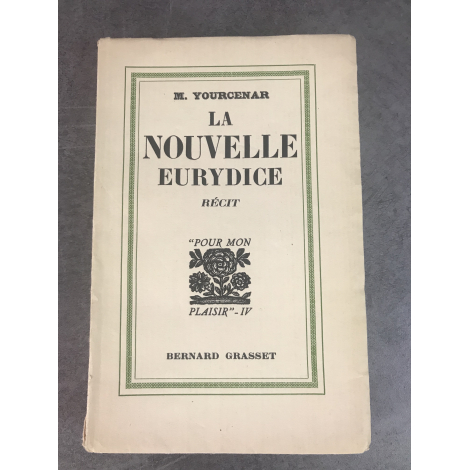 M. YOURCENAR
LA
NOUVELLE
EURYDICE
RÉCIT
"POUR MON
PLAISIR"-IV
BERNARD GRASSET